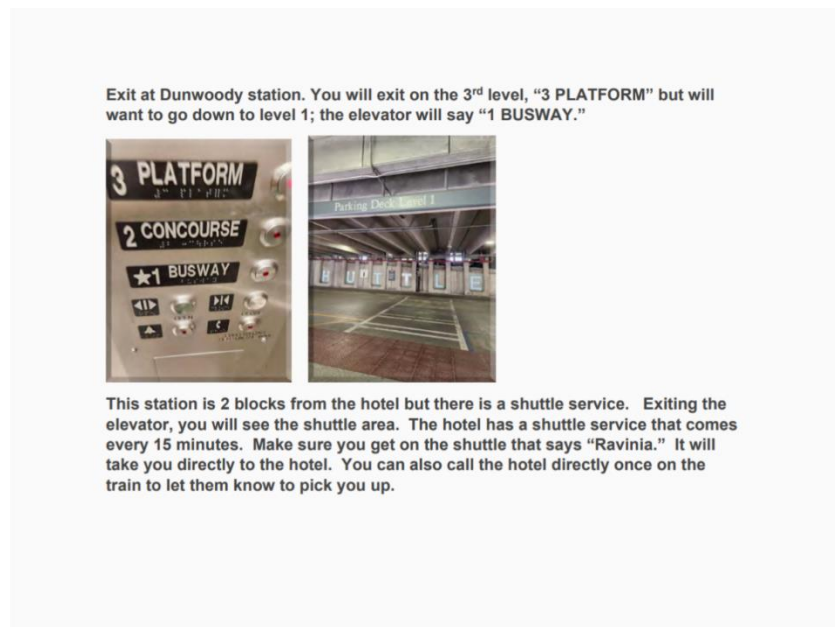 Exit at Dunwoody station. You will exit on the 3rd level, “3 PLATFORM” but will
want to go down to level 1; the elevator will say “1 BUSWAY.”
3 PLATFORM
2 CONCOURSE
★1 BUSWAY
Parking Deck Level 1
This station is 2 blocks from the hotel but there is a shuttle service. Exiting the
elevator, you will see the shuttle area. The hotel has a shuttle service that comes
every 15 minutes. Make sure you get on the shuttle that says “Ravinia.” It will
take you directly to the hotel. You can also call the hotel directly once on the
train to let them know to pick you up.